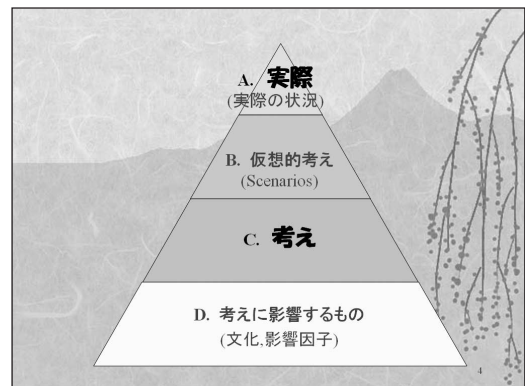 A. 実際
(実際の状況)
B. 仮想的考え
(Scenarios)
C. 考え
D. 考えに影響するもの
(文化,影響因子)
4